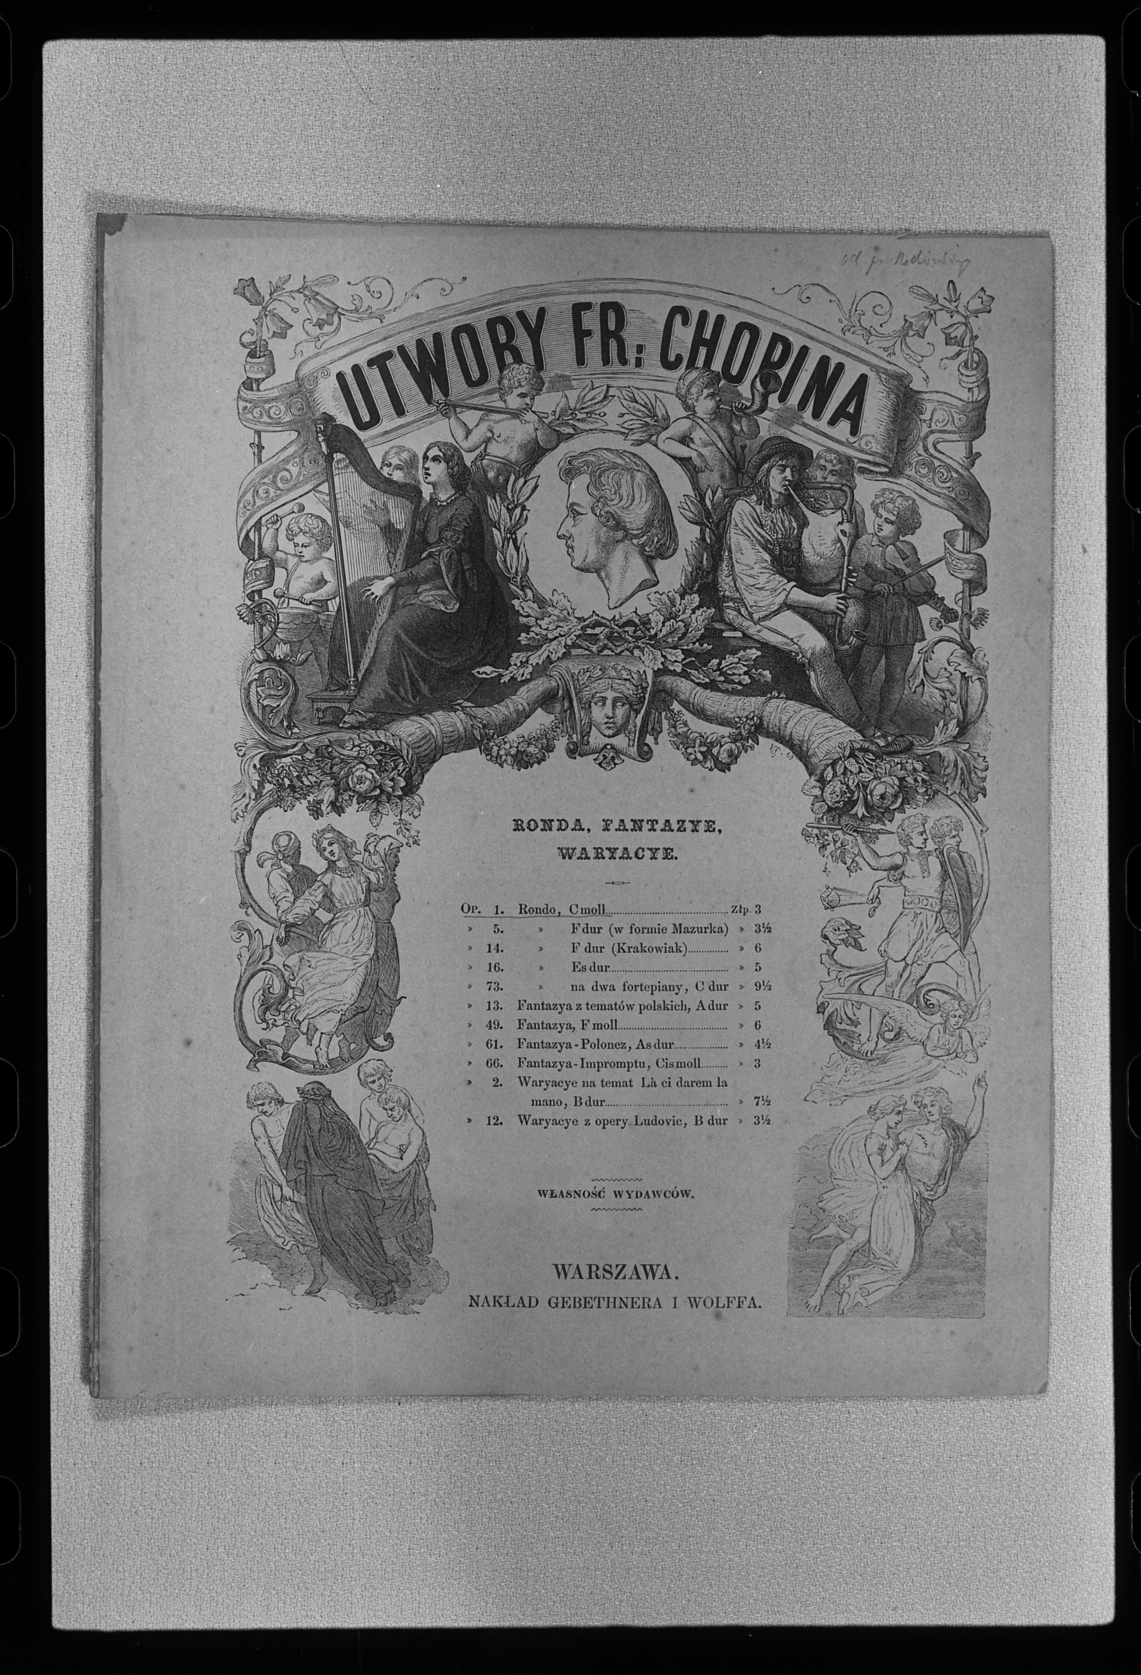 UTWORY FR: CHOPINA
RONDA, FANTAZYE,
WARYACYE.
Op. 1. Rondo, C moll........ Złp. 3
» 5. » F dur (w formie Mazurka) » 3½
» 14. » F dur (Krakowiak)........ » 6
» 16. » Es dur........ » 5
» 73. » na dwa fortepiany, C dur » 9½
» 13. Fantazya z tematów polskich, A dur » 5
» 49. Fantazya, F moll........ » 6
» 61. Fantazya-Polonez, As dur........ » 4½
» 66. Fantazya-Impromptu, Cis moll........ » 3
» 2. Waryacye na temat Là ci darem la
mano, B dur........ » 7½
» 12. Waryacye z opery Ludovic, B dur » 3½
WŁASNOŚĆ WYDAWCÓW.
WARSZAWA.
NAKŁAD GEBETHNERA I WOLFFA.